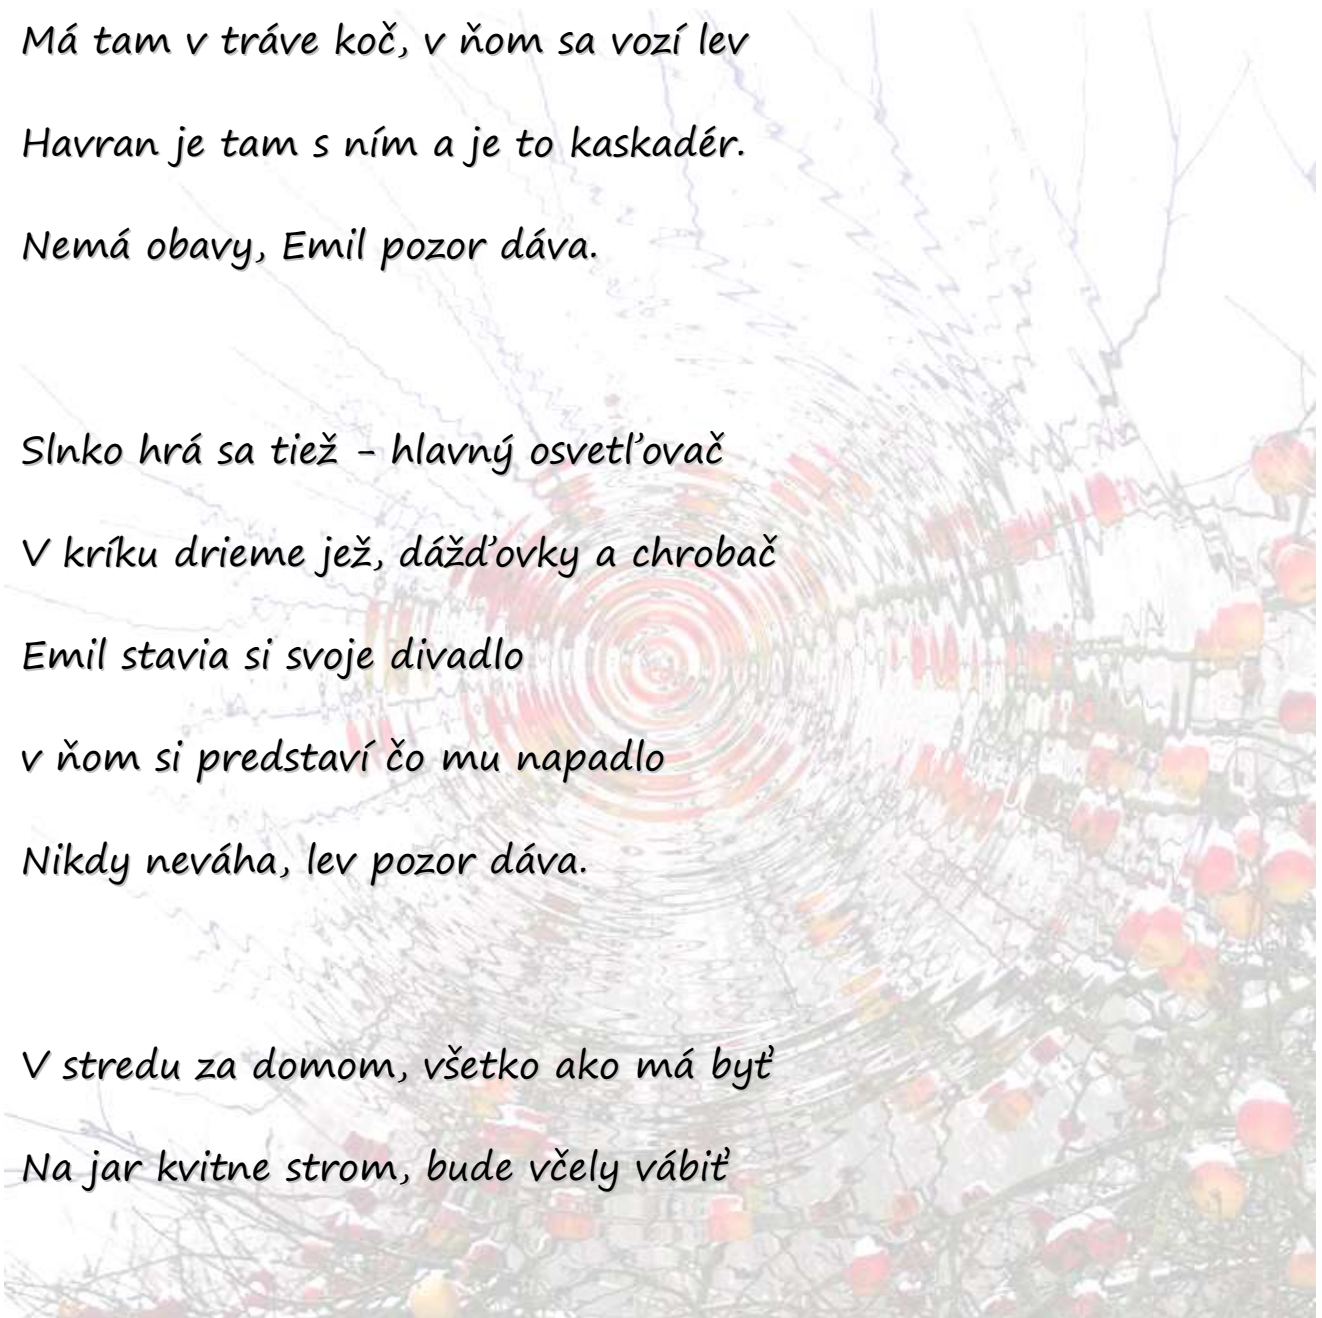 Má tam v tráve koč, v ňom sa vozí lev
Havran je tam s ním a je to kaskadér.
Nemá obavy, Emil pozor dáva.
Slnko hrá sa tiež - hlavný osvetľovač
V kríku drieme jež, dážďovky a chrobač
Emil stavia si svoje divadlo
v ňom si predstaví čo mu napadlo
Nikdy neváha, lev pozor dáva.
V stredu za domom, všetko ako má byť
Na jar kvitne strom, bude včely vábiť